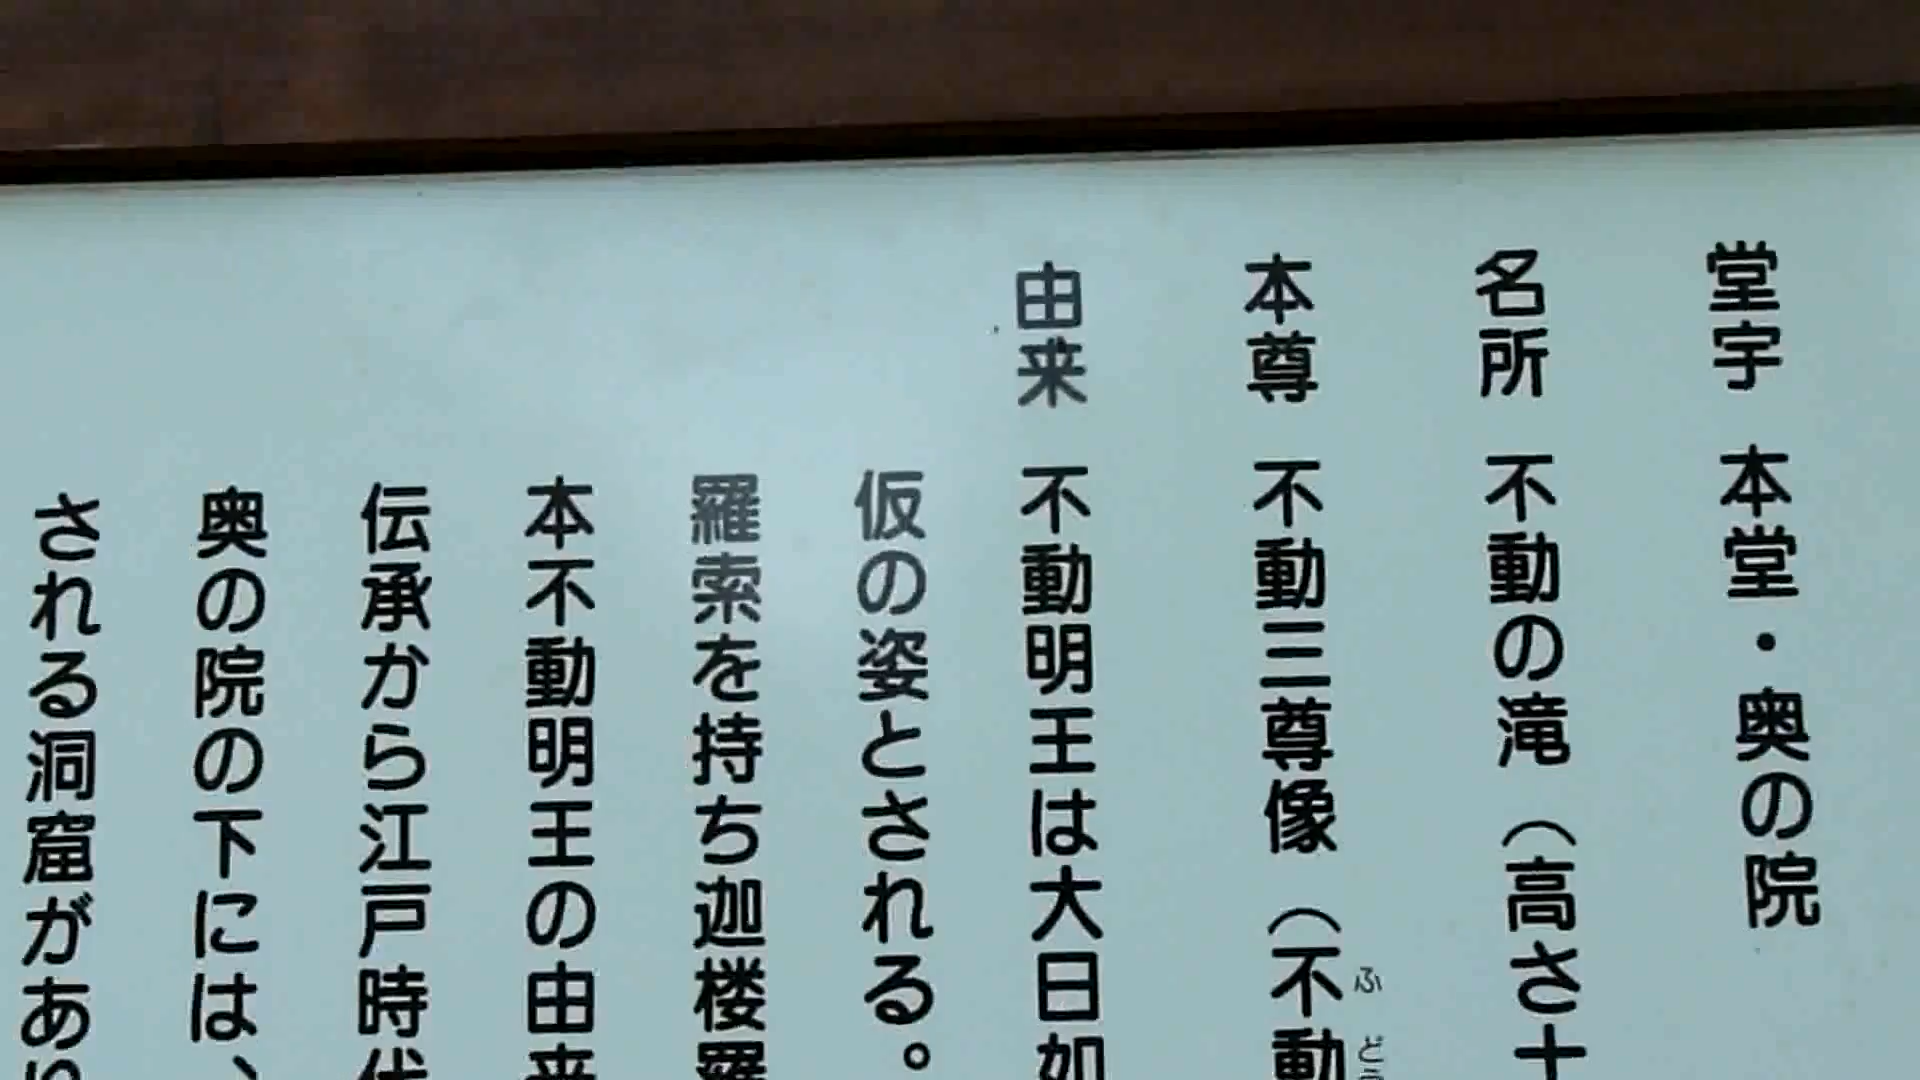 堂宇 本堂・奥の院
名所 不動の滝(高さ十
本尊 不動三尊像(不動
ふど
由来 不動明王は大日如
仮の姿とされる。
羅索を持ち迦楼羅
本不動明王の由来
伝承から江戸時代
奥の院の下には、
される洞窟があり